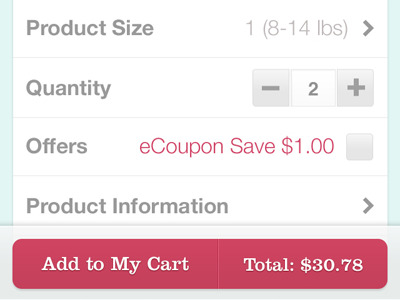 Product Size 1 (8-14 lbs)
Quantity 2
Offers eCoupon Save $1.00
Product Information
Add to My Cart Total: $30.78